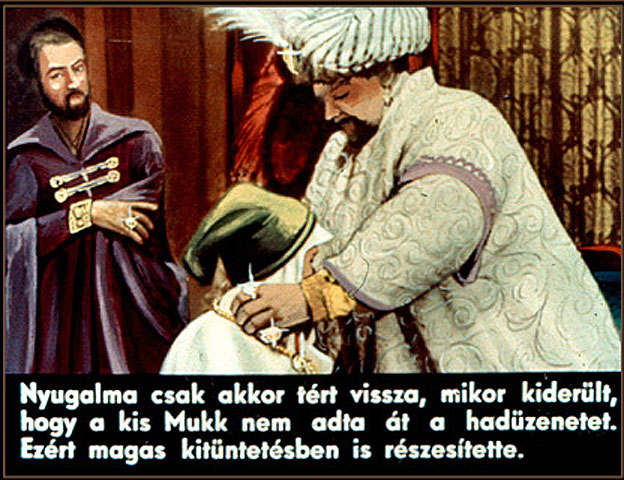 Nyugalma csak akkor tért vissza, mikor kiderült,
hogy a kis Mukk nem adta át a hadüzenetet.
Ezért magas kitüntetésben is részesítette.